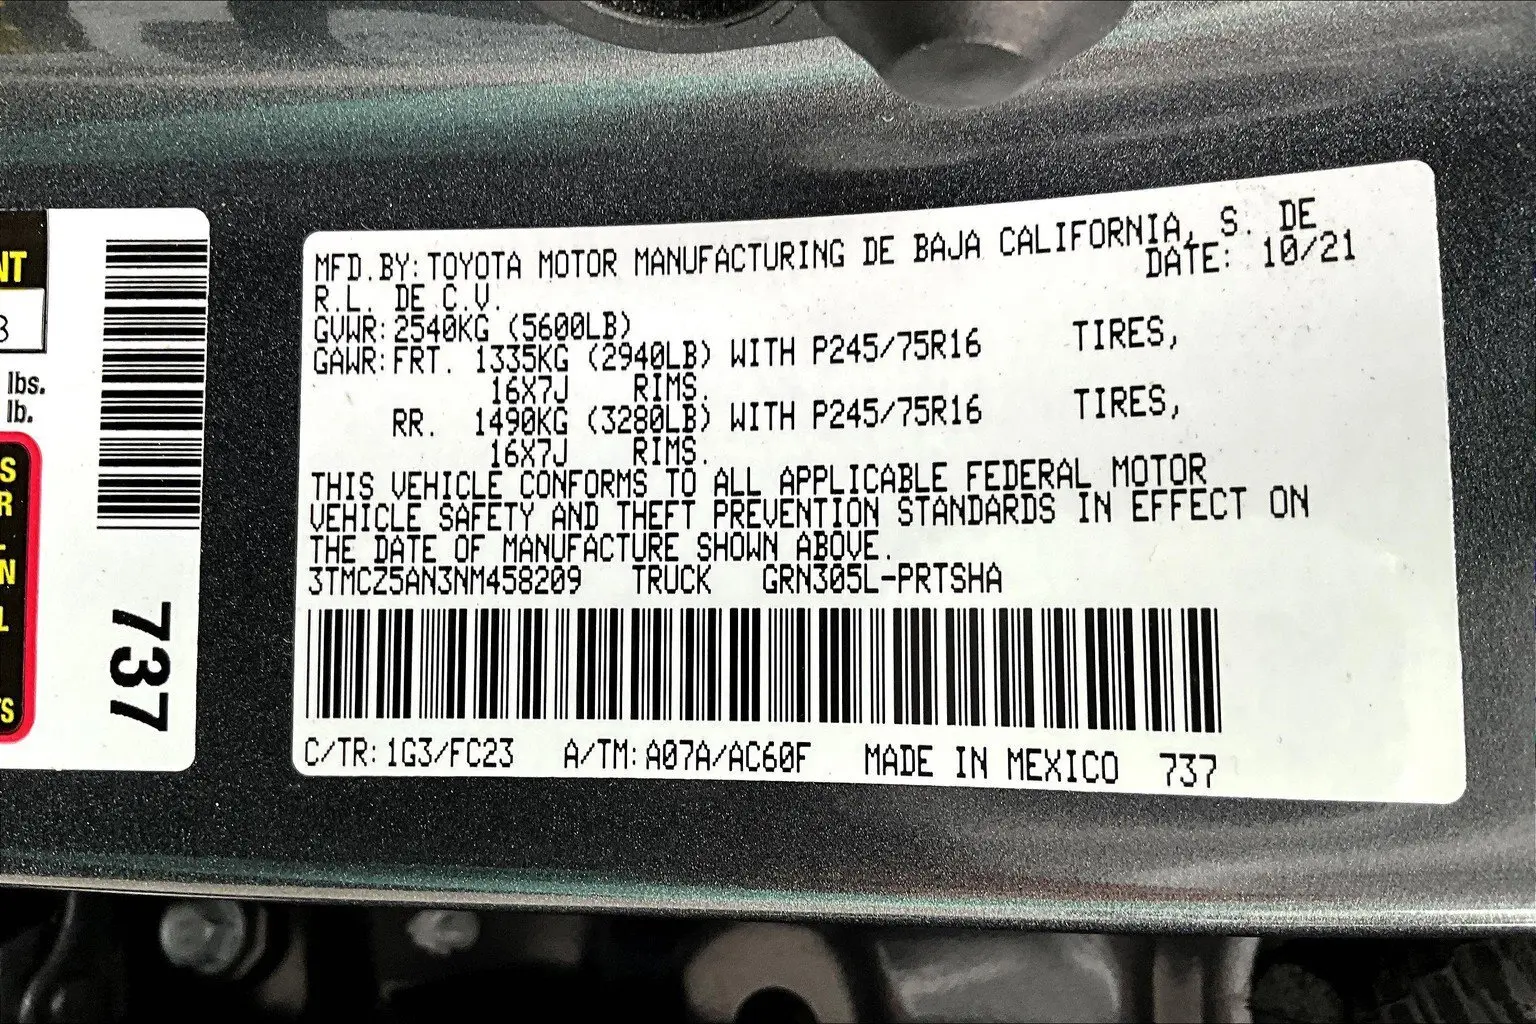 NT
lbs.
lb.
S
R
N
L
TS
737
MFD.BY:TOYOTA MOTOR MANUFACTURING DE BAJA CALIFORNIA, S. DE
R.L. DE C.V. DATE: 10/21
GVWR:2540KG (5600LB)
GAWR:FRT. 1335KG (2940LB) WITH P245/75R16 TIRES,
16X7J RIMS.
RR. 1490KG (3280LB) WITH P245/75R16 TIRES,
16X7J RIMS.
THIS VEHICLE CONFORMS TO ALL APPLICABLE FEDERAL MOTOR
VEHICLE SAFETY AND THEFT PREVENTION STANDARDS IN EFFECT ON
THE DATE OF MANUFACTURE SHOWN ABOVE.
3TMCZ5AN3NM458209 TRUCK GRN305L-PRTSHA
C/TR:1G3/FC23 A/TM:A07A/AC60F MADE IN MEXICO 737